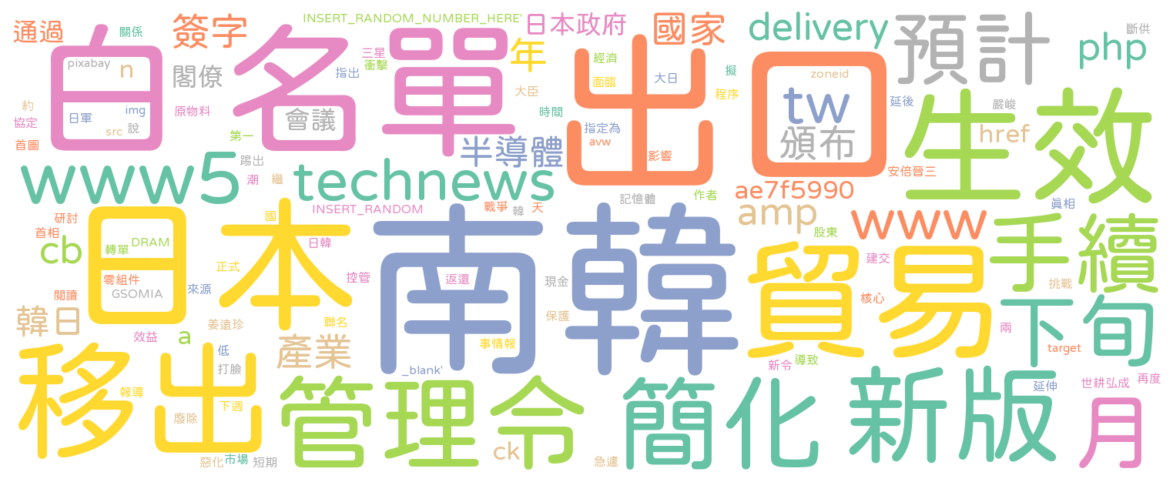 INSERT_RANDOM_NUMBER_HERE'
通過
關係
簽字
日本政府
國家
delivery
預計
php
斷供
白
pixabay
n
閣僚
名單
三星
衝擊
指出
年
大臣
經濟
面臨
大日
擬
程序
出口
zoneid
tw
頒布
延後
嚴峻
href
生效
約
協定
首圖
日軍
img
src
說
原物料
第一
會議
時間
半導體
指定為
avw
影響
安倍晉三
www5
踢出
潮
繼
technews
INSERT_RANDOM
戰爭
韓
天
記憶體
作者
ae7f5990
amp
www
真相
手續
研討
首相
cb
日本
國
轉單
DRAM
零組件
GSOMIA
閱讀
來源
正式
日韓
控管
南韓
返還
現金
保護
股東
貿易
建交
核心
挑戰
兩
下旬
韓日
效益
a
姜遠珍
聯名
低
打臉
產業
_blank'
事情報
新令
導致
target
移出
報導
下週
廢除
惡化
市場
短期
管理令
ck
急遽
簡化
新版
延伸
世耕弘成
再度
月